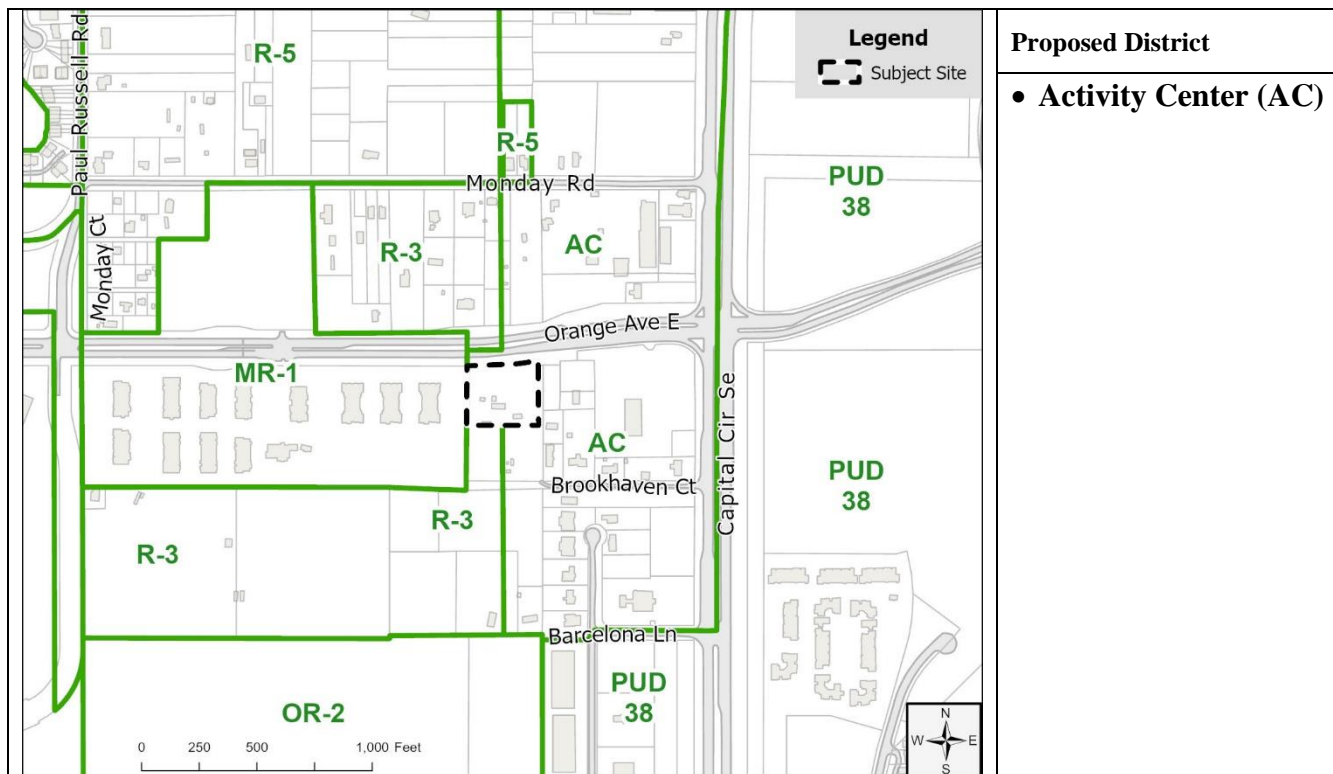 Paul Russell Rd
R-5
Legend
Subject Site
R-5
Monday Rd
PUD
38
Monday Ct
R-3
AC
Orange Ave E
MR-1
AC
Capital Cir Se
PUD
38
Brookhaven Ct
R-3
R-3
Barcelona Ln
OR-2
PUD
38
0 250 500 1,000 Feet
N
W E
S
Proposed District
• Activity Center (AC)